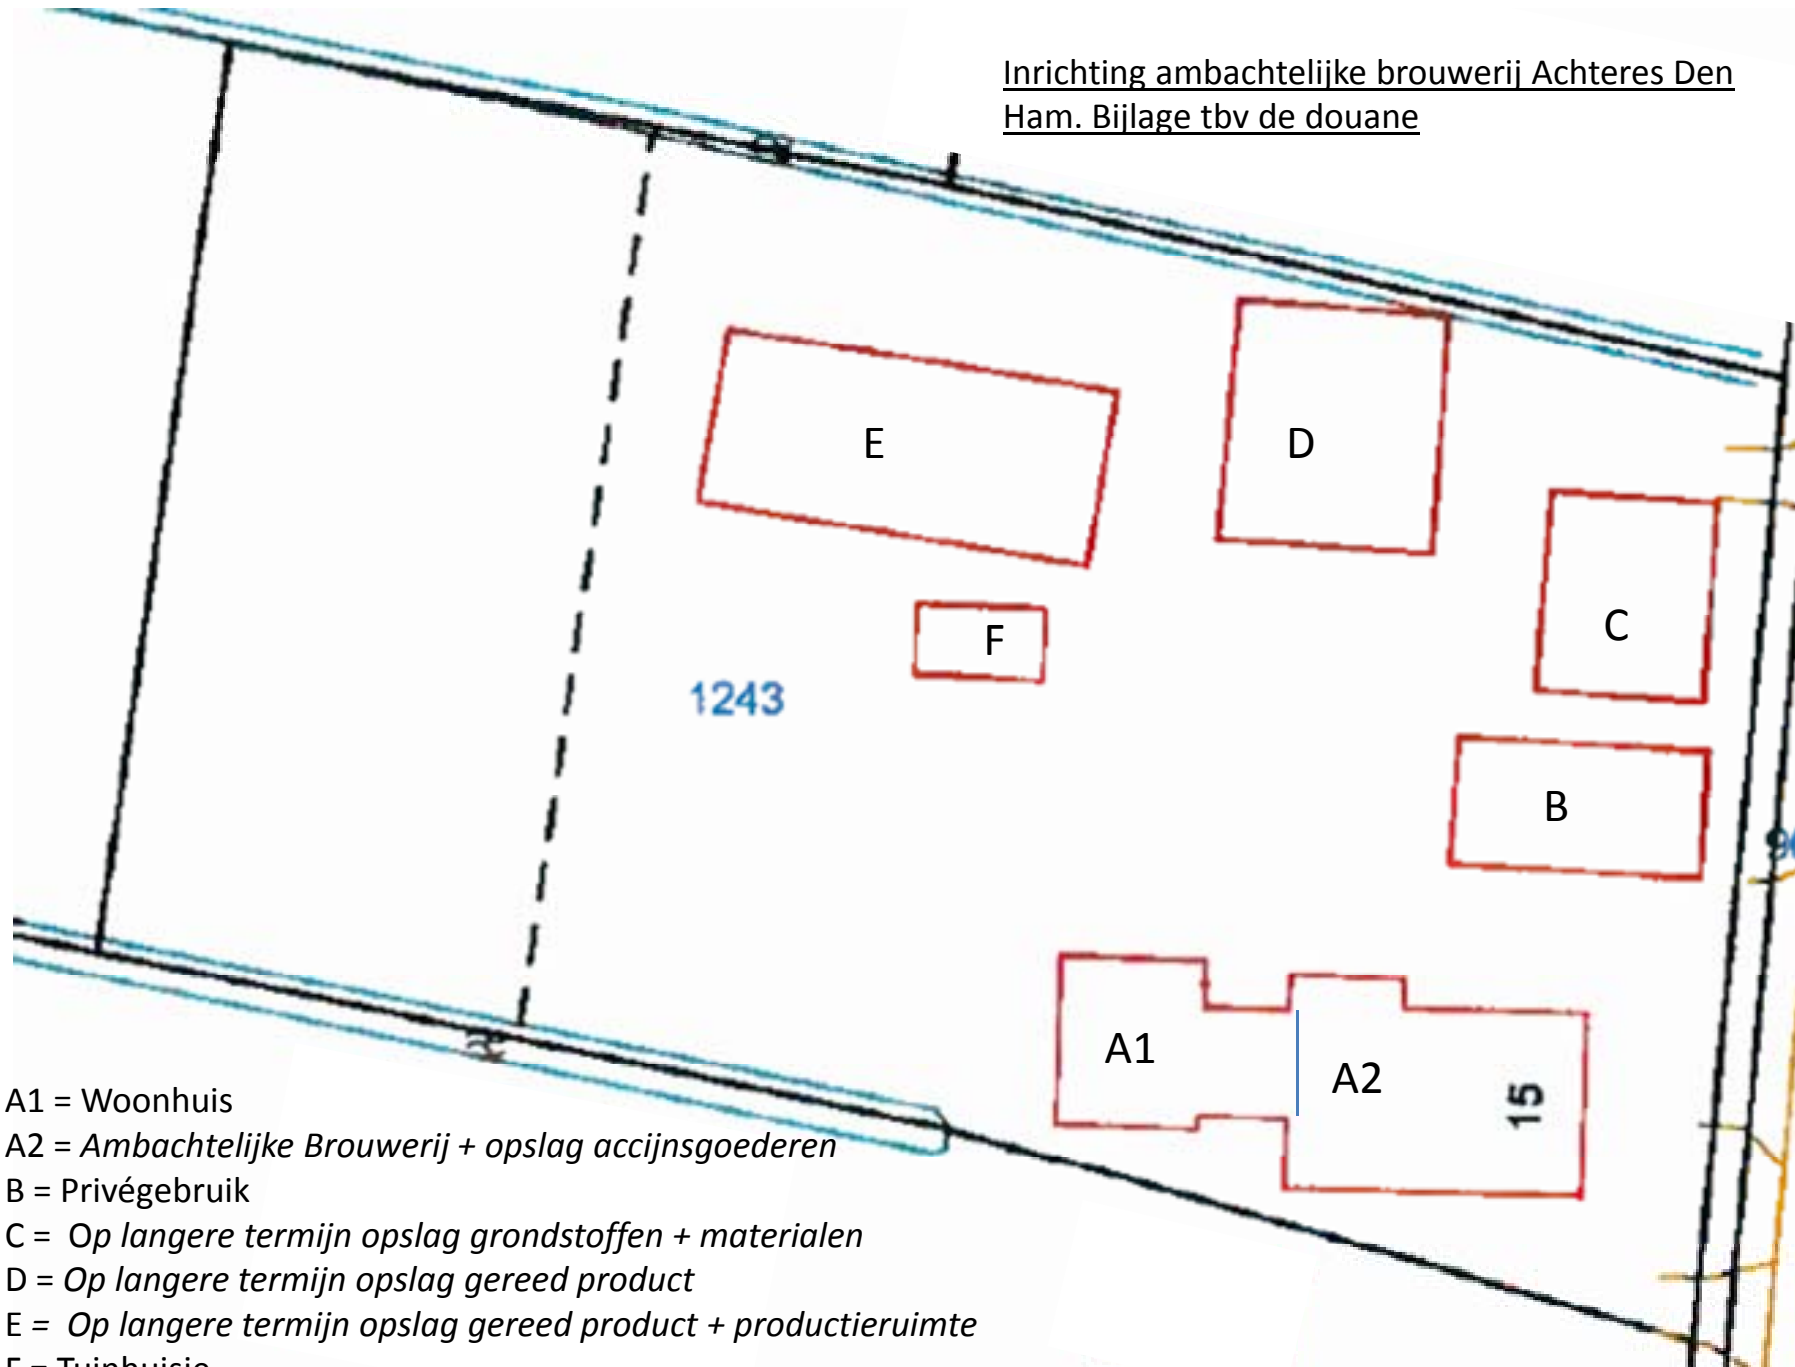 Inrichting ambachtelijke brouwerij Achteres Den
Ham. Bijlage tbv de douane
E
D
C
F
1243
B
A1
A2
15
A1 = Woonhuis
A2 = Ambachtelijke Brouwerij + opslag accijnsgoederen
B = Privégebruik
C = Op langere termijn opslag grondstoffen + materialen
D = Op langere termijn opslag gereed product
E = Op langere termijn opslag gereed product + productieruimte
F = Tuinhuisje